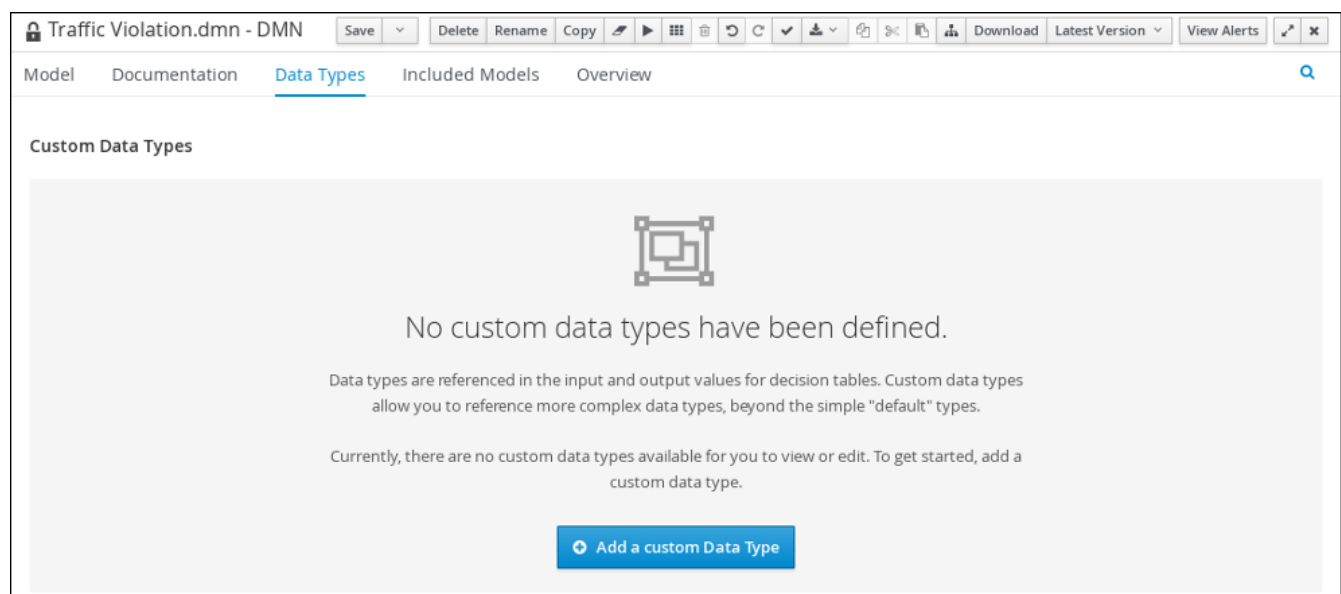 Traffic Violation.dmn - DMN Save Delete Rename Copy Download Latest Version View Alerts
Model Documentation Data Types Included Models Overview
Custom Data Types
No custom data types have been defined.
Data types are referenced in the input and output values for decision tables. Custom data types
allow you to reference more complex data types, beyond the simple "default" types.
Currently, there are no custom data types available for you to view or edit. To get started, add a
custom data type.
Add a custom Data Type